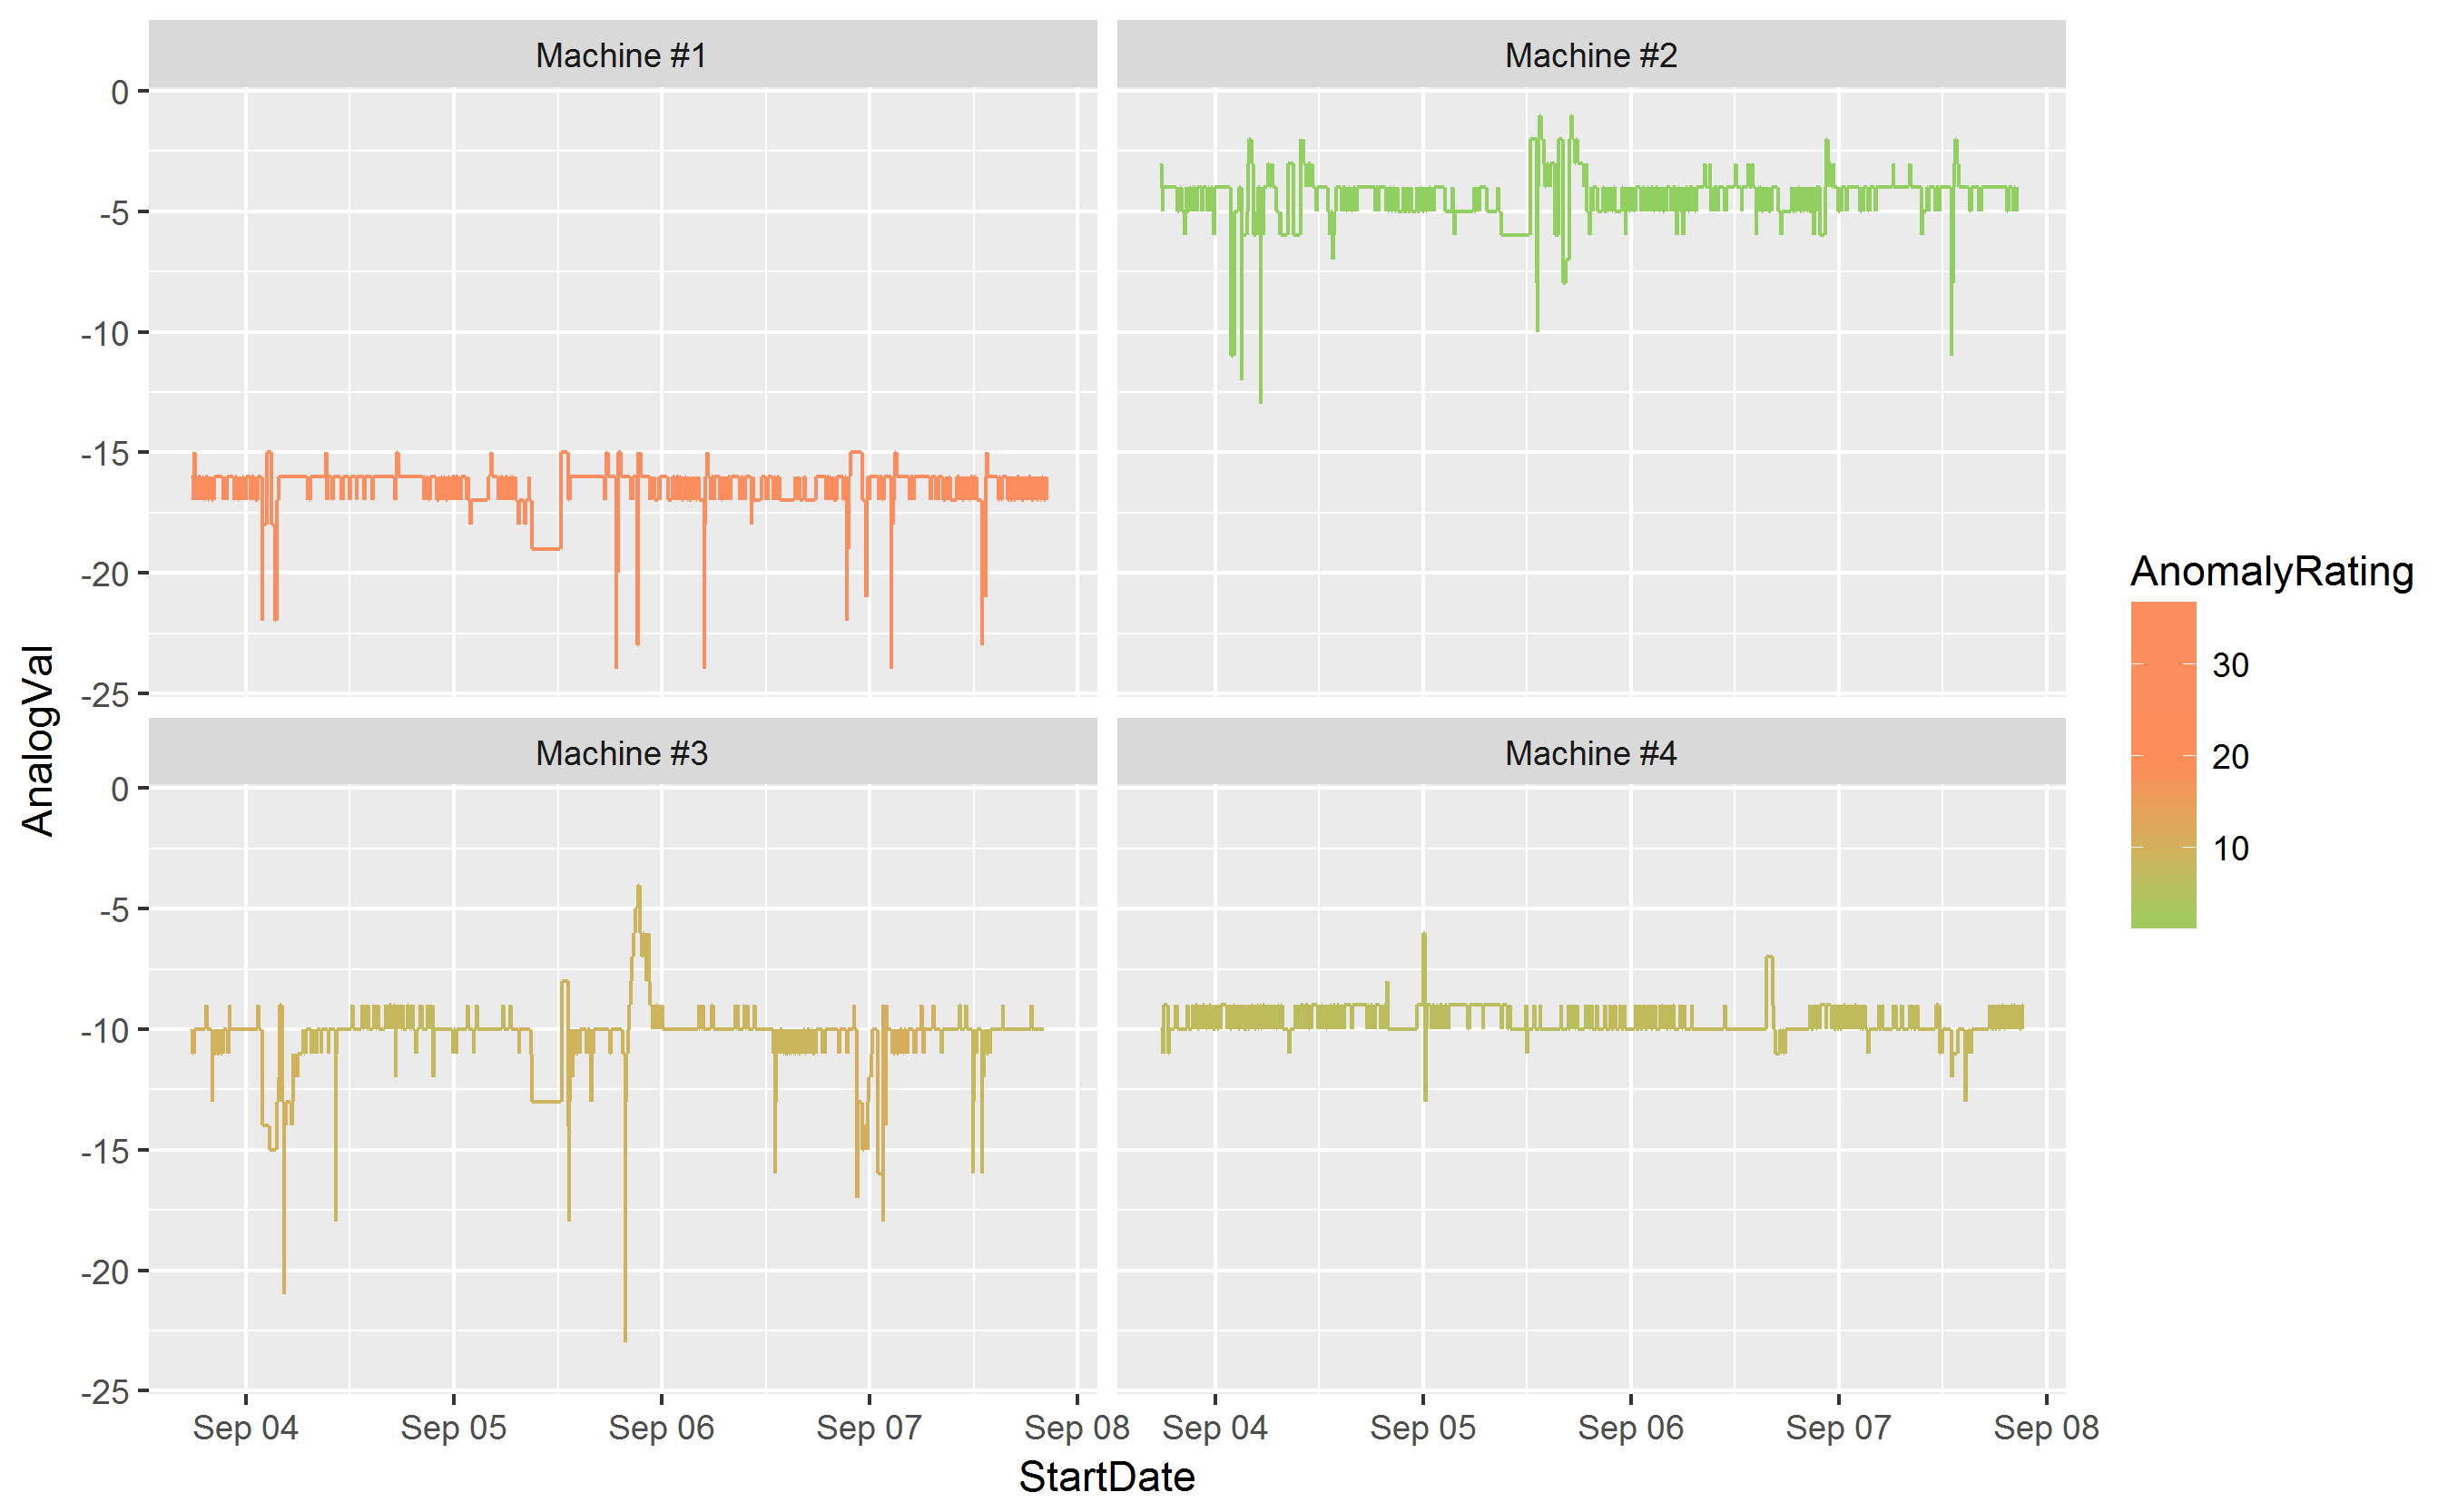 Machine #1
Machine #2
0
-5
-10
-15
-20
-25
Machine #3
Machine #4
0
-5
-10
-15
-20
-25
Sep 04
Sep 05
Sep 06
Sep 07
Sep 08
Sep 04
Sep 05
Sep 06
Sep 07
Sep 08
StartDate
AnalogVal
AnomalyRating
30
20
10